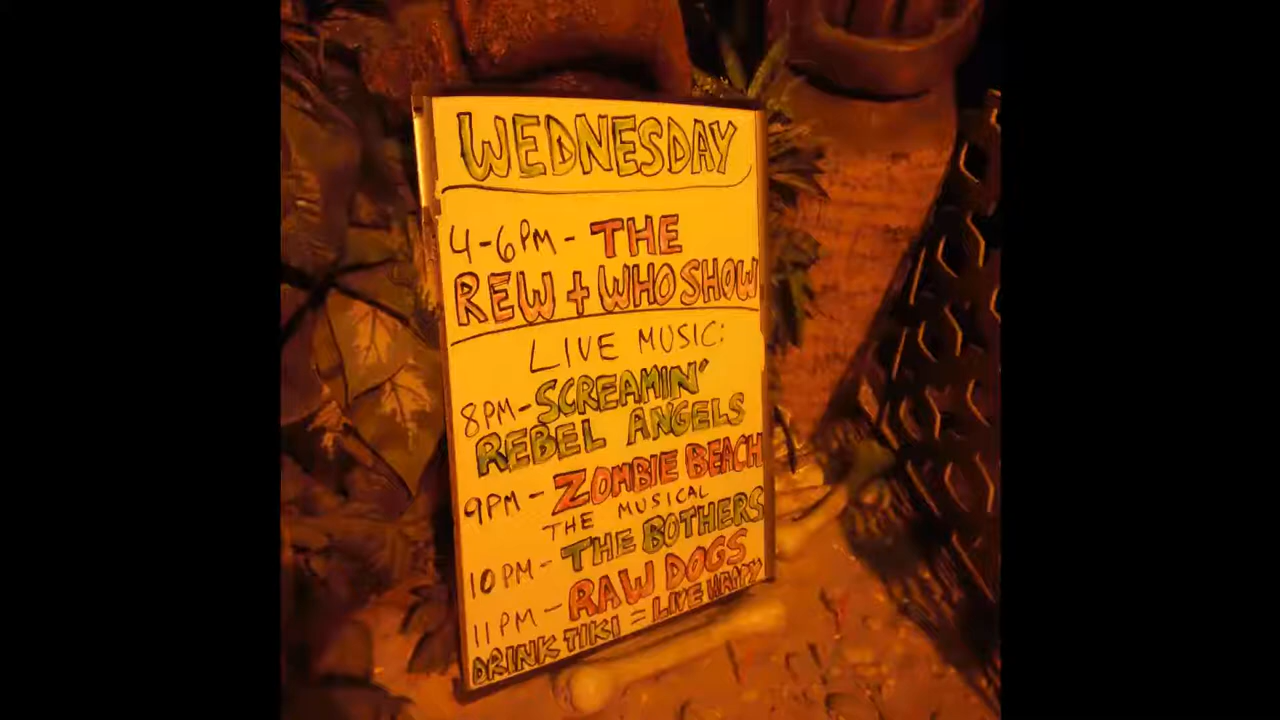 WEDNESDAY
4-6PM - THE
REW + WHO SHOW
LIVE MUSIC:
8PM - SCREAMIN'
REBEL ANGELS
9PM - ZOMBIE BEACH
THE MUSICAL
10PM - THE BOTHERS
11PM - RAW DOGS
DRINK TIKI = LIVE HAPPY